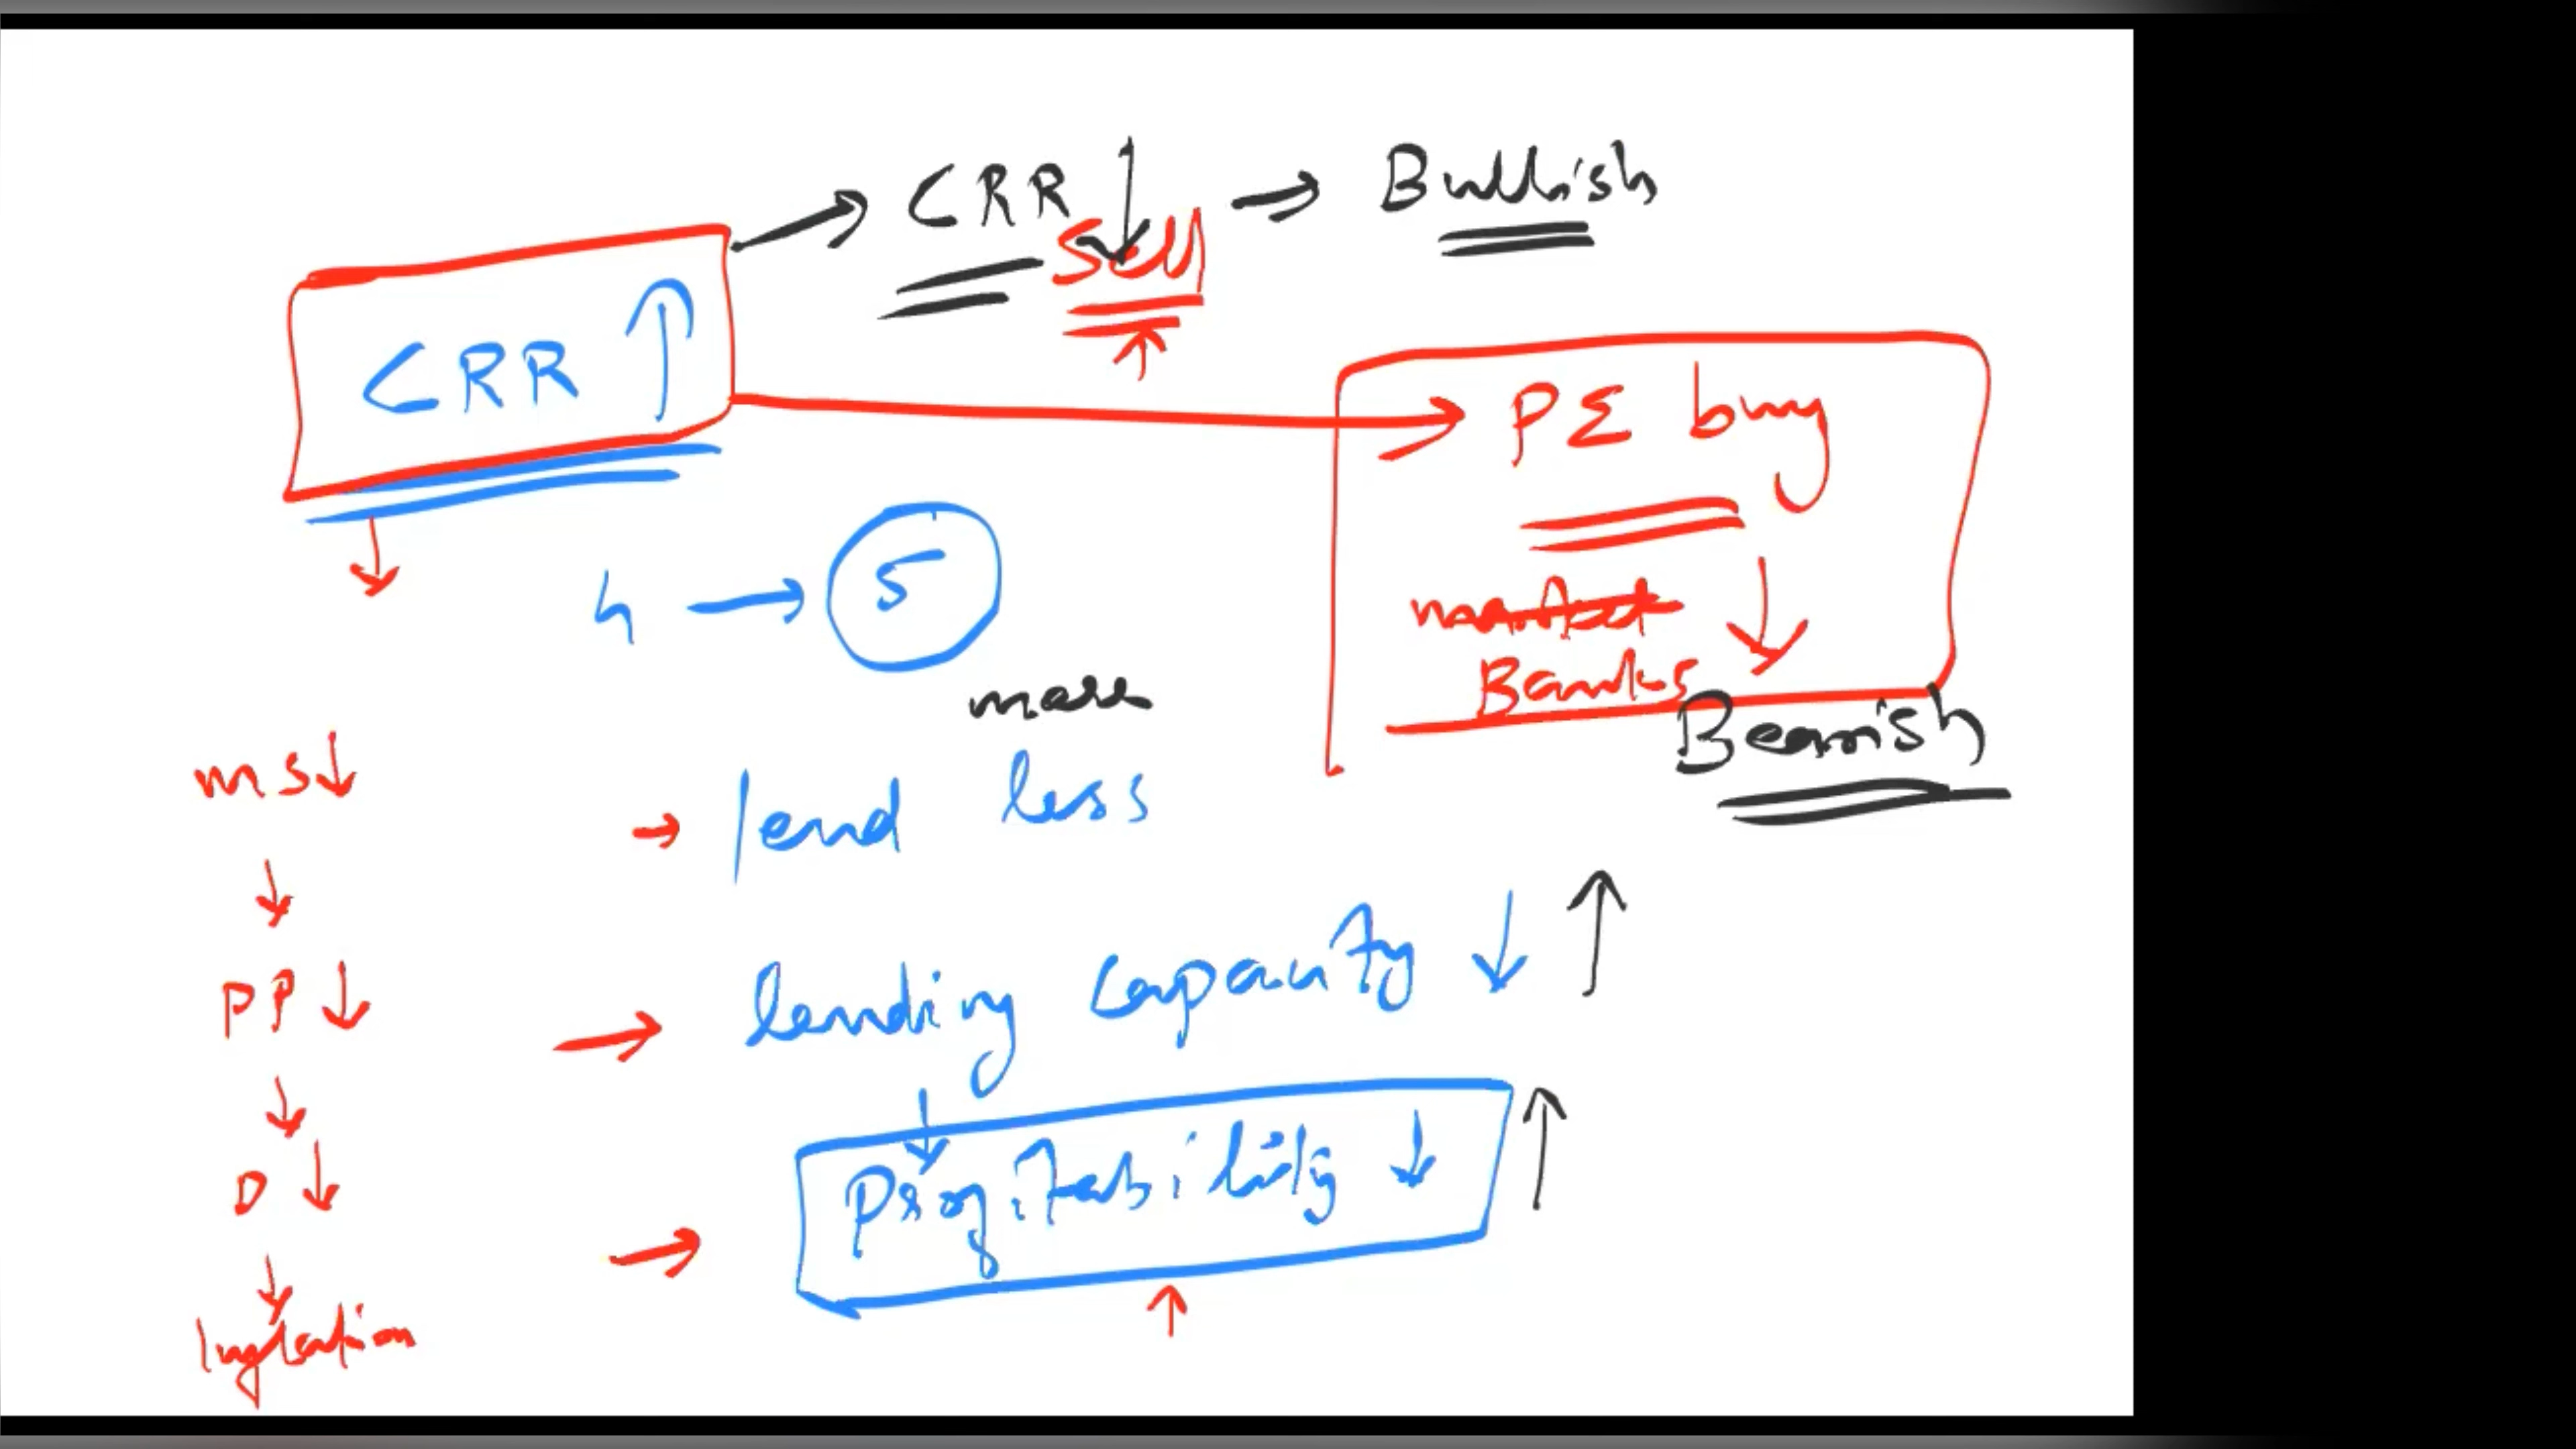 CRR ↓ → Bullish
Sell
CRR ↑
PE buy
4 → 5
market
Banks ↓
more
Bearish
MS↓
→ lend less
lending capacity ↓ ↑
PP ↓
Profitability ↓ ↑
D ↓
Inflation